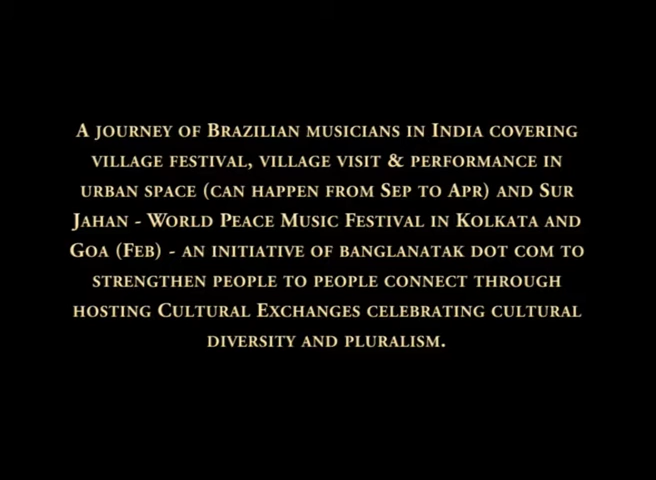 A JOURNEY OF BRAZILIAN MUSICIANS IN INDIA COVERING
VILLAGE FESTIVAL, VILLAGE VISIT & PERFORMANCE IN
URBAN SPACE (CAN HAPPEN FROM SEP TO APR) AND SUR
JAHAN - WORLD PEACE MUSIC FESTIVAL IN KOLKATA AND
GOA (FEB) - AN INITIATIVE OF BANGLANATAK DOT COM TO
STRENGTHEN PEOPLE TO PEOPLE CONNECT THROUGH
HOSTING CULTURAL EXCHANGES CELEBRATING CULTURAL
DIVERSITY AND PLURALISM.